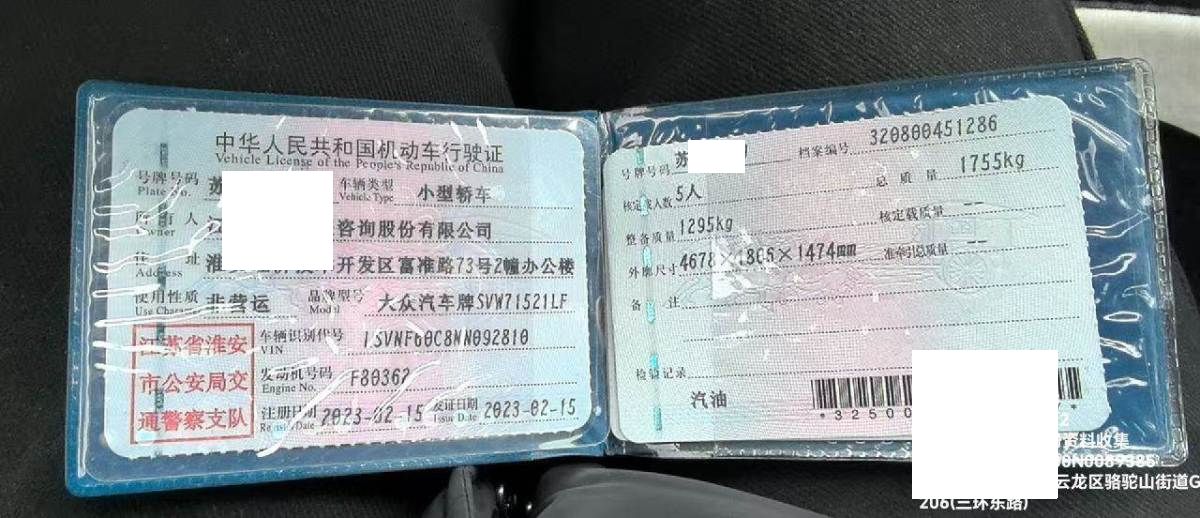 中华人民共和国机动车行驶证
Vehicle License of the People's Republic of China
号牌号码 苏
Plate No.
车辆类型 小型轿车
Vehicle Type
所有人 江 咨询股份有限公司
Owner
住址 淮 开发区富准路73号2幢办公楼
Address
使用性质 非营运
Use Character
品牌型号 大众汽车牌SVW71521LF
Model
江苏省淮安
市公安局交
通警察支队
车辆识别代号 LSVNF60C8NN092810
VIN
发动机号码 F80362
Engine No.
注册日期 2023-02-15
Register Date
发证日期 2023-02-15
Issue Date
号牌号码 苏
档案编号 320800451286
核定载人数 5人
总质量 1755kg
整备质量 1295kg
核定载质量 --
外廓尺寸 4678×1805×1474mm
准牵引总质量 --
备注
检验记录
汽油
*32500
资料收集
0N0089385
云龙区骆驼山街道G
206(三环东路)